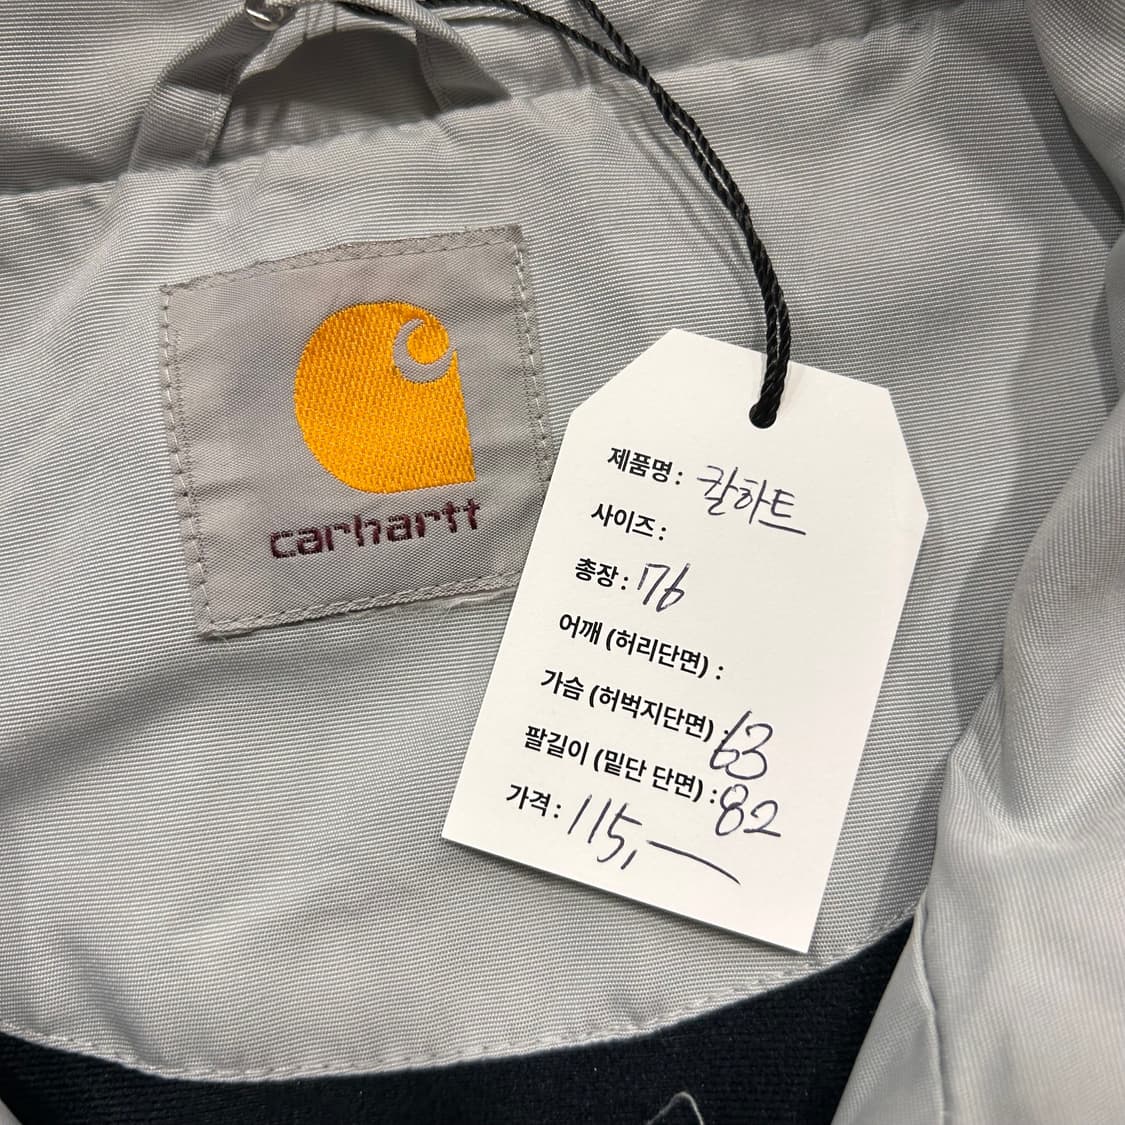 carhartt
제품명: 칼하트
사이즈:
총장: 76
어깨 (허리단면) :
가슴 (허벅지단면) : 63
팔길이 (밑단 단면) : 82
가격: 115,—